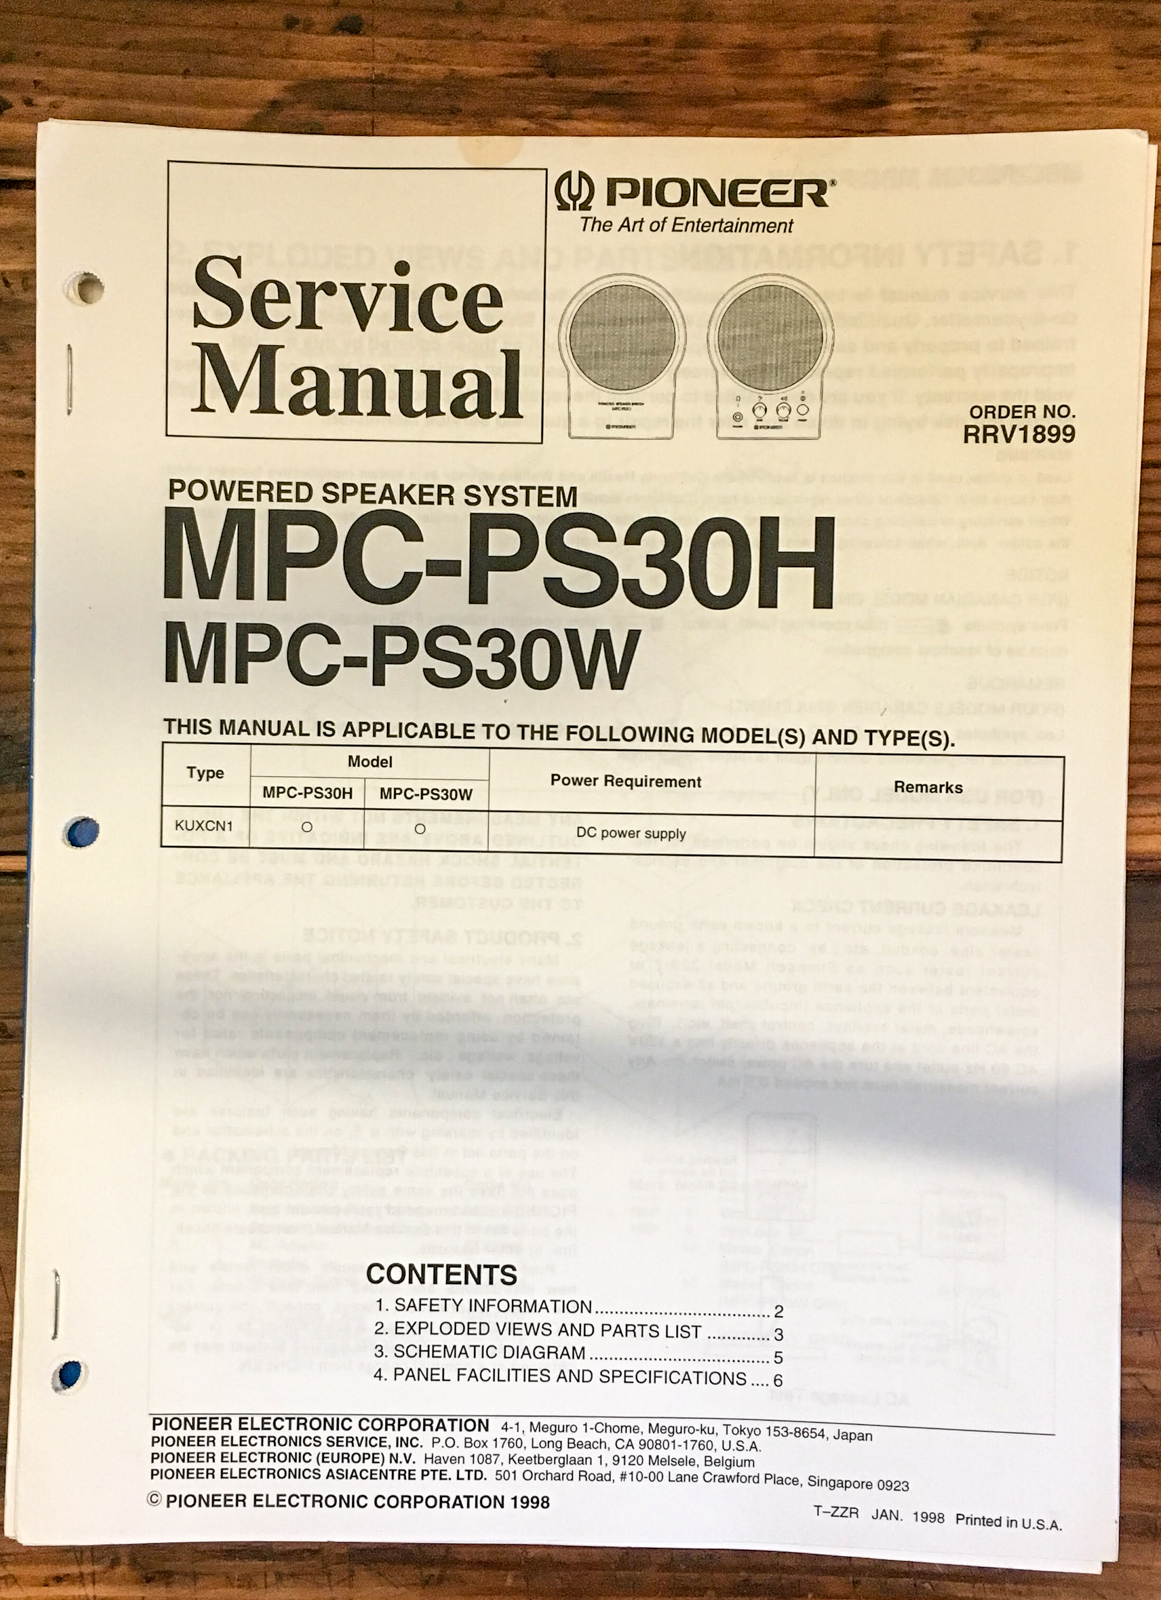 Service
Manual
PIONEER®
The Art of Entertainment
ORDER NO.
RRV1899
POWERED SPEAKER SYSTEM
MPC-PS30H
MPC-PS30W
THIS MANUAL IS APPLICABLE TO THE FOLLOWING MODEL(S) AND TYPE(S).
Type Model Power Requirement Remarks
MPC-PS30H MPC-PS30W
KUXCN1 ○ ○ DC power supply
CONTENTS
1. SAFETY INFORMATION .................................... 2
2. EXPLODED VIEWS AND PARTS LIST ............. 3
3. SCHEMATIC DIAGRAM ..................................... 5
4. PANEL FACILITIES AND SPECIFICATIONS .... 6
PIONEER ELECTRONIC CORPORATION 4-1, Meguro 1-Chome, Meguro-ku, Tokyo 153-8654, Japan
PIONEER ELECTRONICS SERVICE, INC. P.O. Box 1760, Long Beach, CA 90801-1760, U.S.A.
PIONEER ELECTRONIC (EUROPE) N.V. Haven 1087, Keetberglaan 1, 9120 Melsele, Belgium
PIONEER ELECTRONICS ASIACENTRE PTE. LTD. 501 Orchard Road, #10-00 Lane Crawford Place, Singapore 0923
© PIONEER ELECTRONIC CORPORATION 1998
T–ZZR JAN. 1998 Printed in U.S.A.